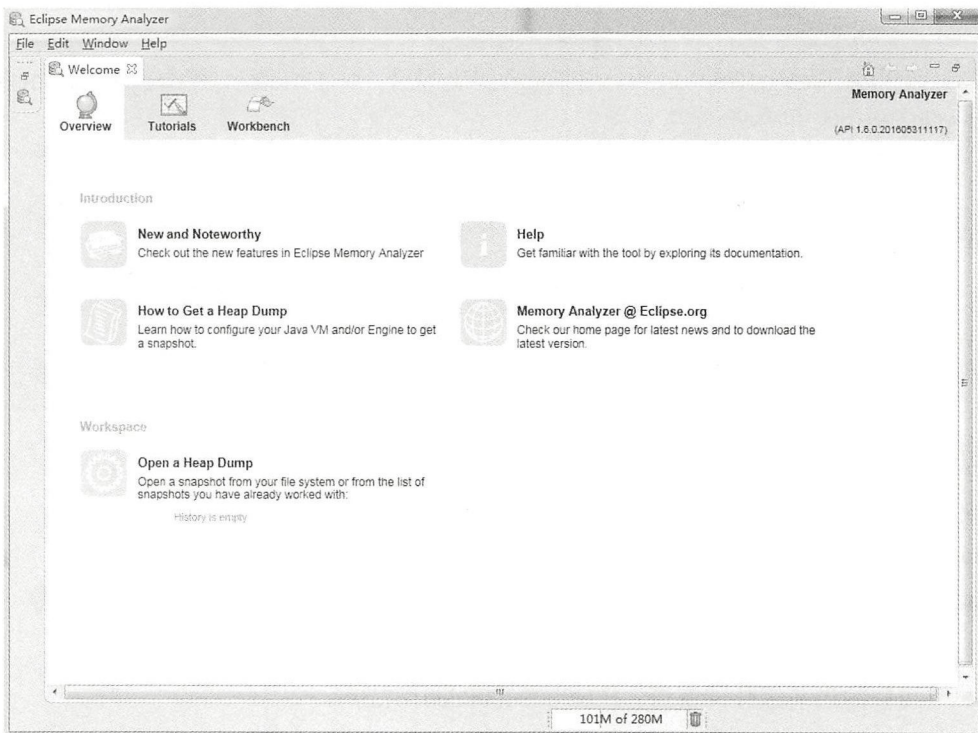 Eclipse Memory Analyzer
File Edit Window Help
Welcome
Memory Analyzer
Overview Tutorials Workbench
(API 1.6.0.201605311117)
Introduction
New and Noteworthy
Check out the new features in Eclipse Memory Analyzer
Help
Get familiar with the tool by exploring its documentation.
How to Get a Heap Dump
Learn how to configure your Java VM and/or Engine to get
a snapshot.
Memory Analyzer @ Eclipse.org
Check our home page for latest news and to download the
latest version.
Workspace
Open a Heap Dump
Open a snapshot from your file system or from the list of
snapshots you have already worked with:
History is empty
101M of 280M